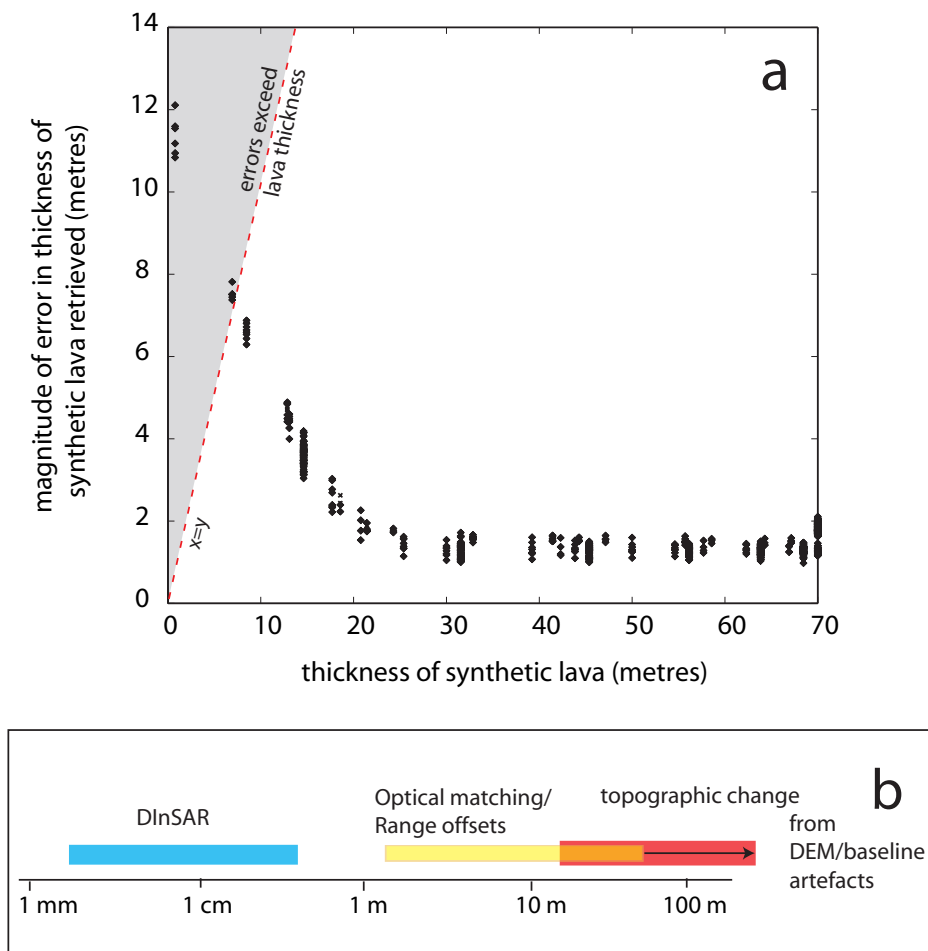 a
14
12
10
8
6
4
2
0
magnitude of error in thickness of
synthetic lava retrieved (metres)
errors exceed
lava thickness
x=y
0 10 20 30 40 50 60 70
thickness of synthetic lava (metres)
b
DInSAR
Optical matching/
Range offsets
topographic change
from
DEM/baseline
artefacts
1 mm 1 cm 1 m 10 m 100 m